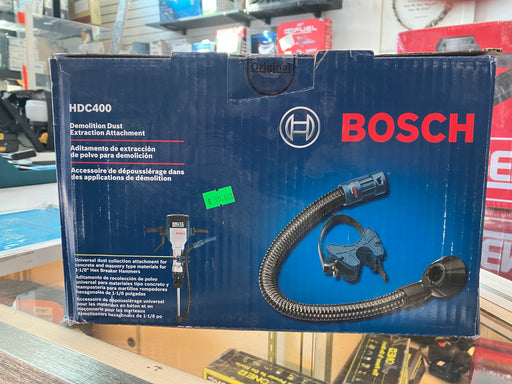 FUEL
Original
HDC400
BOSCH
Demolition Dust
Extraction Attachment
Aditamento de extracción
de polvo para demolición
Accessoire de dépoussiérage dans
des applications de démolition
Universal dust collection attachment for
concrete and masonry type materials for
1-1/8" Hex Breaker Hammers
Aditamento de recolección de polvo
universal para materiales tipo concreto y
mampostería para martillos rompedores
hexagonales de 1-1/8 pulgadas
Accessoire de dépoussiérage universel
pour les matériaux en béton et en
maçonnerie pour les marteaux
démolisseurs hexagonaux de 1-1/8 po